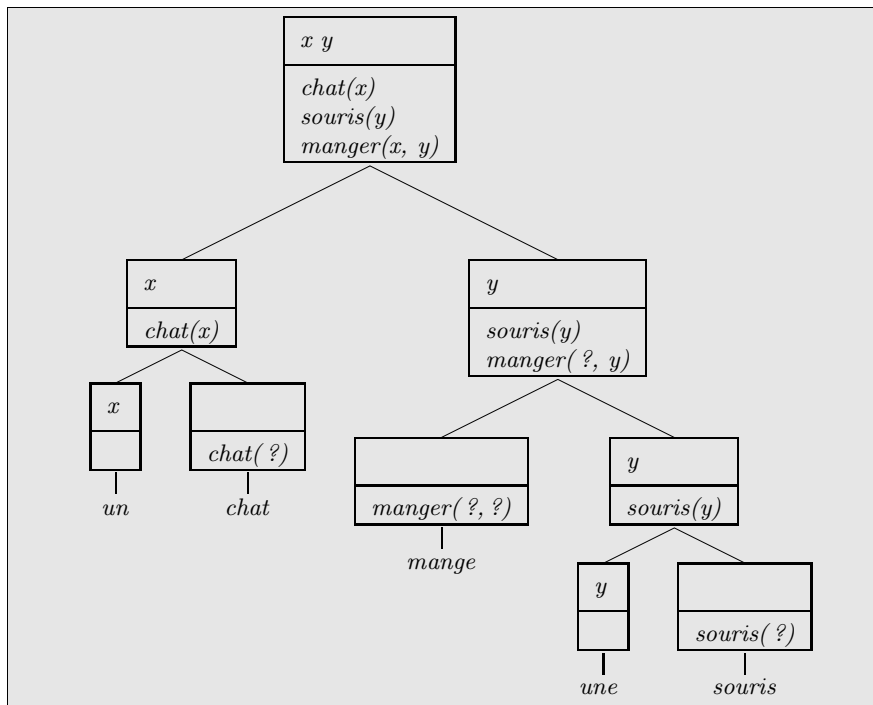 x y
chat(x)
souris(y)
manger(x, y)
x
chat(x)
y
souris(y)
manger( ?, y)
x
chat( ?)
un
chat
manger( ?, ?)
mange
y
souris(y)
y
souris( ?)
une
souris